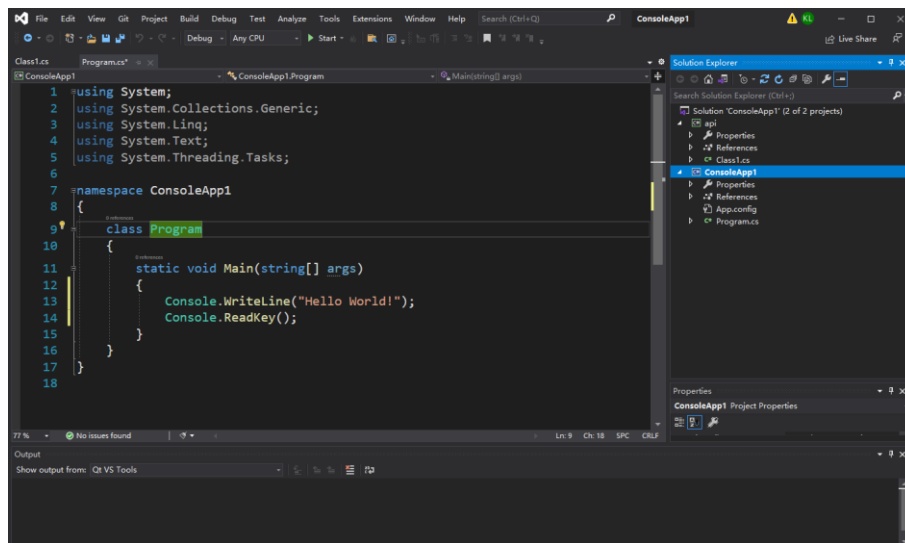 File Edit View Git Project Build Debug Test Analyze Tools Extensions Window Help Search (Ctrl+Q) ConsoleApp1 KL
Debug Any CPU Start Live Share
Class1.cs Program.cs*
ConsoleApp1 ConsoleApp1.Program Main(string[] args)
1 using System;
2 using System.Collections.Generic;
3 using System.Linq;
4 using System.Text;
5 using System.Threading.Tasks;
6
7 namespace ConsoleApp1
8 {
0 references
9 class Program
10 {
0 references
11 static void Main(string[] args)
12 {
13 Console.WriteLine("Hello World!");
14 Console.ReadKey();
15 }
16 }
17 }
18
77 % No issues found Ln: 9 Ch: 18 SPC CRLF
Solution Explorer
Search Solution Explorer (Ctrl+;)
Solution 'ConsoleApp1' (2 of 2 projects)
api
Properties
References
C# Class1.cs
ConsoleApp1
Properties
References
App.config
C# Program.cs
Properties
ConsoleApp1 Project Properties
Output
Show output from: Qt VS Tools